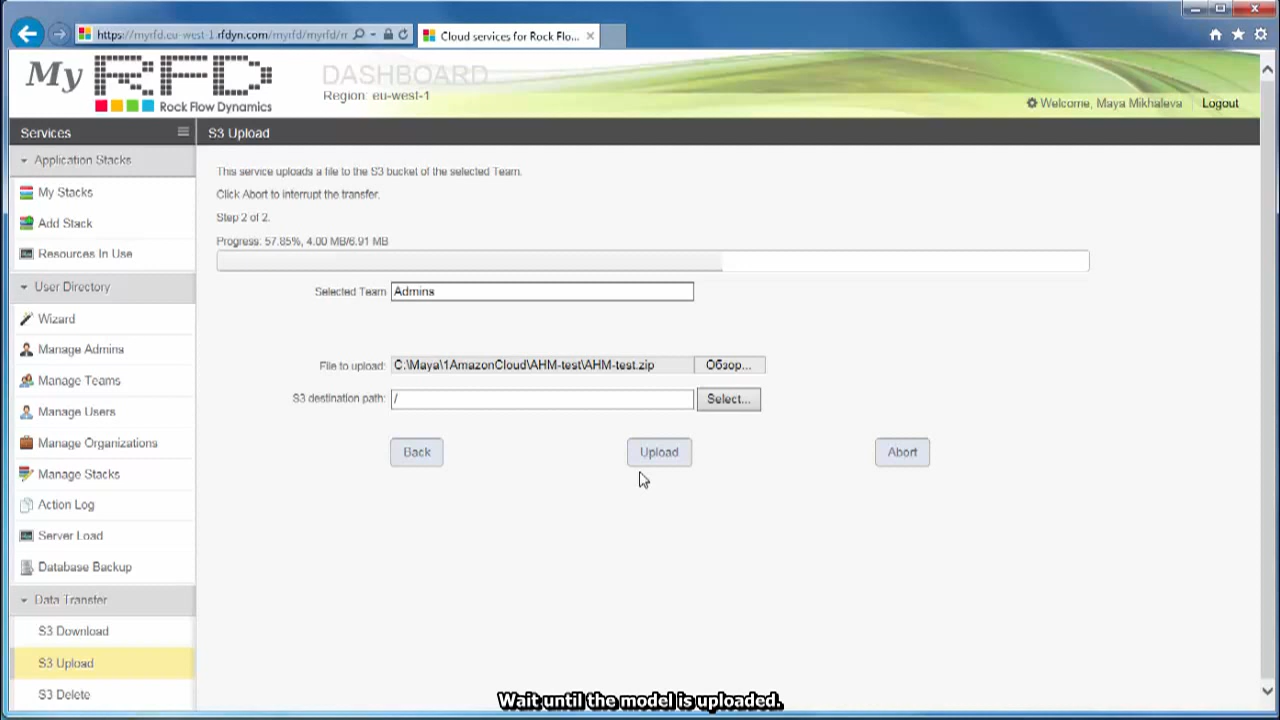 https://myrfd.eu-west-1.rfdyn.com/myrfd/myrfd/n
Cloud services for Rock Flo...
My RFD
Rock Flow Dynamics
DASHBOARD
Region: eu-west-1
Welcome, Maya Mikhaleva
Logout
Services
S3 Upload
Application Stacks
My Stacks
Add Stack
Resources In Use
User Directory
Wizard
Manage Admins
Manage Teams
Manage Users
Manage Organizations
Manage Stacks
Action Log
Server Load
Database Backup
Data Transfer
S3 Download
S3 Upload
S3 Delete
This service uploads a file to the S3 bucket of the selected Team.
Click Abort to interrupt the transfer.
Step 2 of 2.
Progress: 57.85%, 4.00 MB/6.91 MB
Selected Team Admins
File to upload: C:\Maya\1AmazonCloud\AHM-test\AHM-test.zip Обзор...
S3 destination path: / Select...
Back Upload Abort
Wait until the model is uploaded.